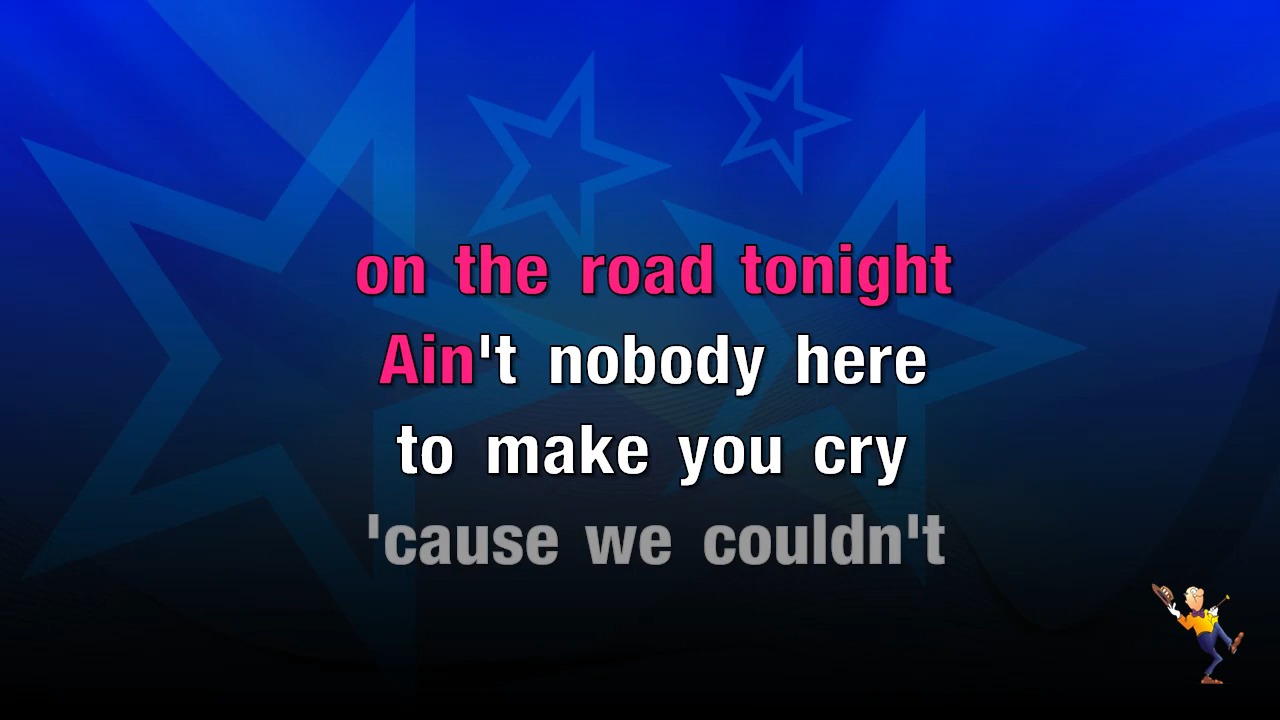 on the road tonight
Ain't nobody here
to make you cry
'cause we couldn't